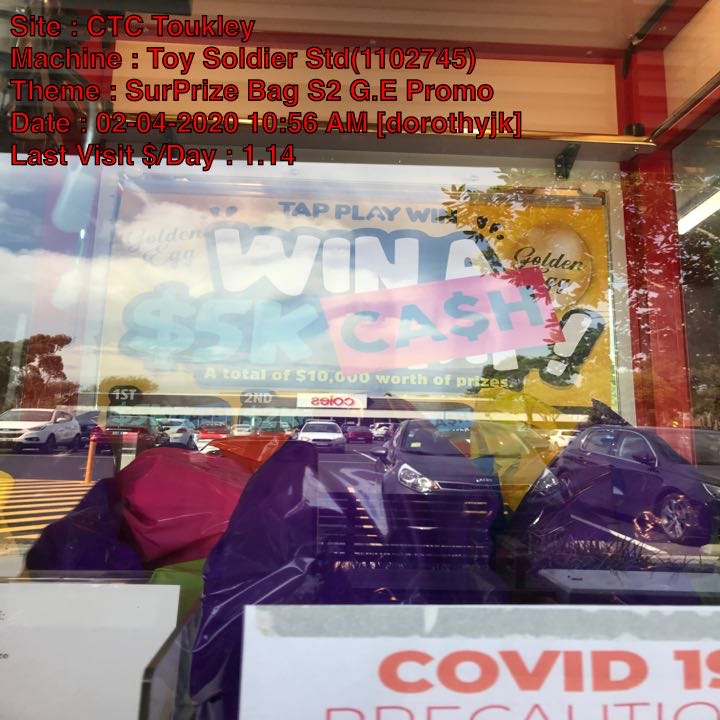 Site : CTC Toukley
Machine : Toy Soldier Std(1102745)
Theme : SurPrize Bag S2 G.E Promo
Date : 02-04-2020 10:56 AM [dorothyjk]
Last Visit $/Day : 1.14
TAP PLAY WIN
Golden Egg
WIN A
Golden
$5K CA$H
!
A total of $10,000 worth of prizes
1ST
2ND
coles
COVID 19
PRECAUTIO